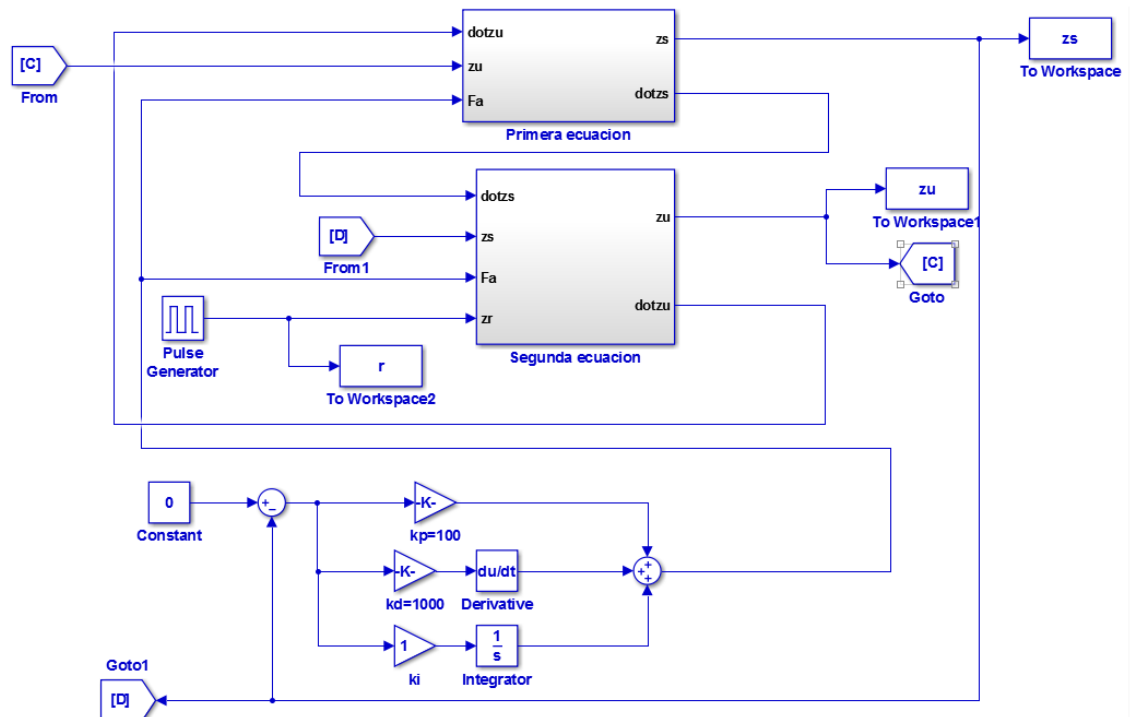 dotzu
zs
zs
[C]
zu
To Workspace
From
Fa
dotzs
Primera ecuacion
dotzs
zu
zu
[D]
zs
To Workspace1
From1
[C]
Fa
Goto
dotzu
zr
Pulse
Generator
Segunda ecuacion
r
To Workspace2
0
+
-
-K-
Constant
kp=100
-K-
du/dt
+
+
+
kd=1000
Derivative
1
1
s
ki
Integrator
Goto1
[D]